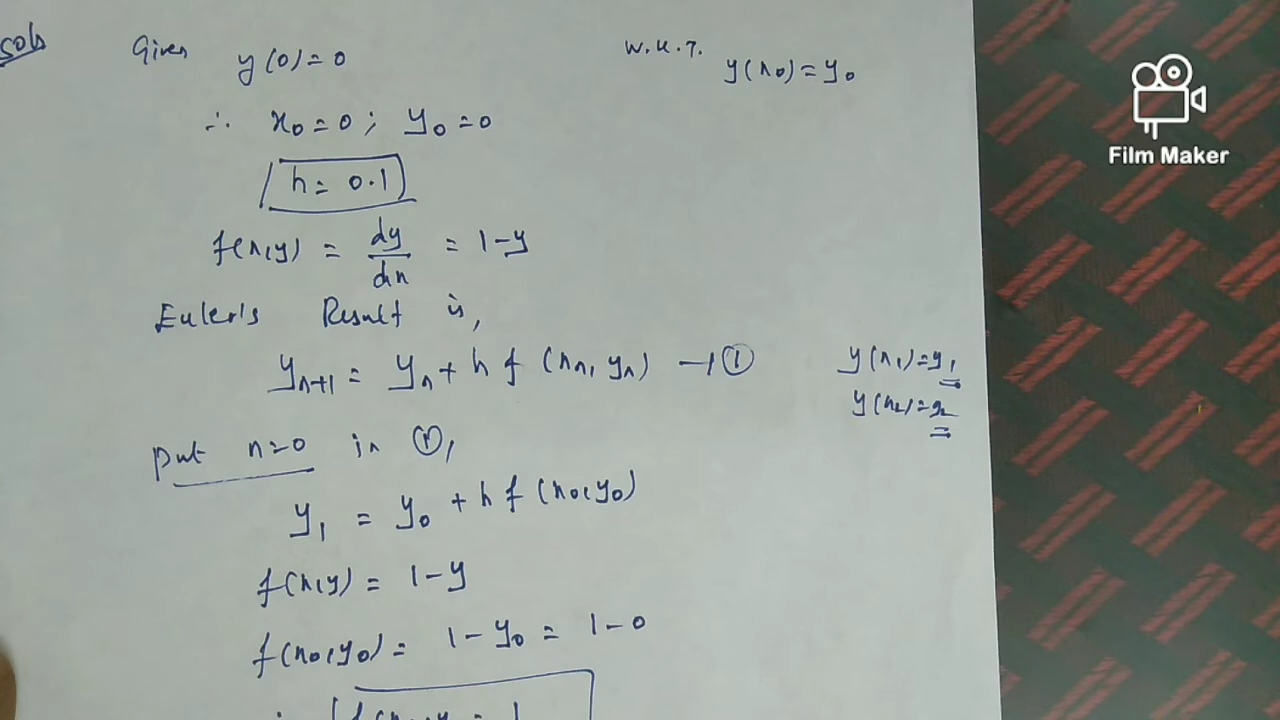 Soln Given y(0) = 0 W.K.T. y(x₀) = y₀
∴ x₀ = 0 ; y₀ = 0
h = 0.1
f(x,y) = dy/dx = 1-y
Euler's Result is,
yₙ₊₁ = yₙ + h f (xₙ, yₙ) → ①
y(x₁) = y₁
y(x₂) = y₂
put n=0 in ①,
y₁ = y₀ + h f (x₀, y₀)
f(x,y) = 1-y
f(x₀, y₀) = 1 - y₀ = 1 - 0
Film Maker